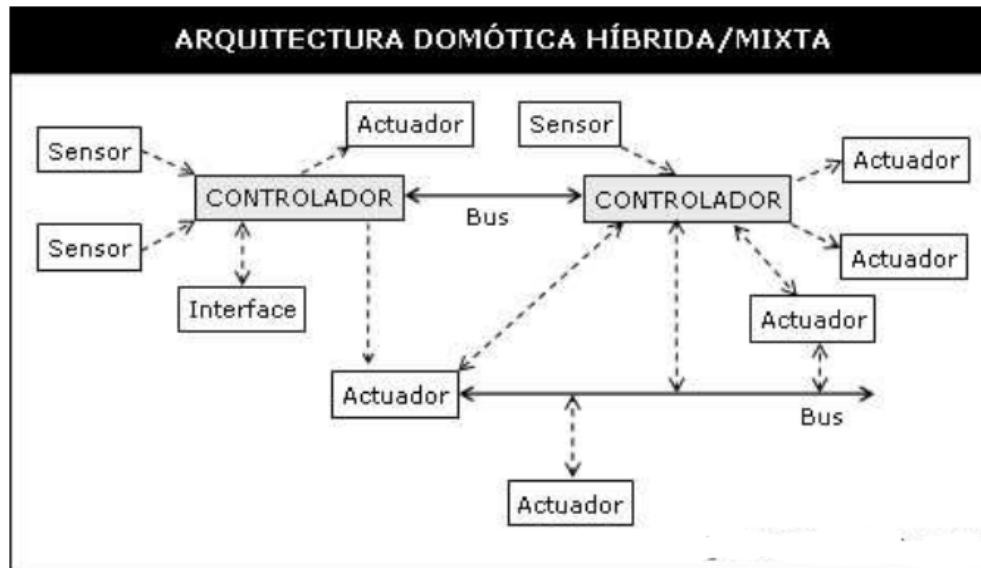 ARQUITECTURA DOMÓTICA HÍBRIDA/MIXTA
Actuador
Sensor
Sensor
Actuador
CONTROLADOR
Bus
CONTROLADOR
Sensor
Actuador
Interface
Actuador
Actuador
Bus
Actuador